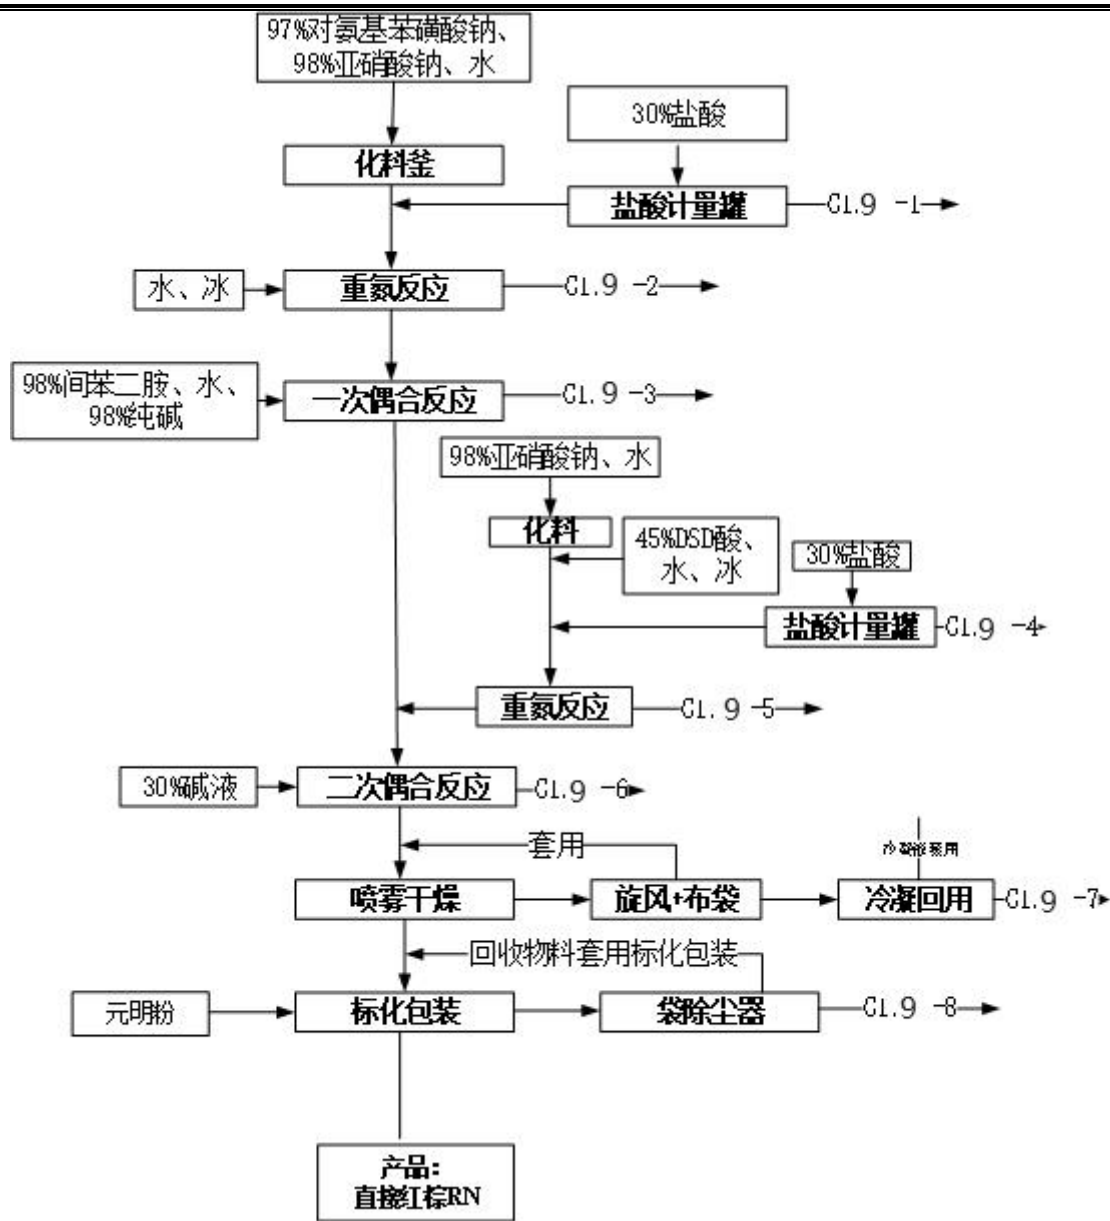 97%对氨基苯磺酸钠、
98%亚硝酸钠、水
30%盐酸
化料釜
盐酸计量罐
G1.9 -1
水、冰
重氮反应
G1.9 -2
98%间苯二胺、水、
98%纯碱
一次偶合反应
G1.9 -3
98%亚硝酸钠、水
化料
45%DSD酸、
水、冰
30%盐酸
盐酸计量罐
G1.9 -4
重氮反应
G1.9 -5
30%碱液
二次偶合反应
G1.9 -6
套用
冷凝液套用
喷雾干燥
旋风+布袋
冷凝回用
G1.9 -7
回收物料套用标化包装
元明粉
标化包装
袋除尘器
G1.9 -8
产品:
直接红棕RN